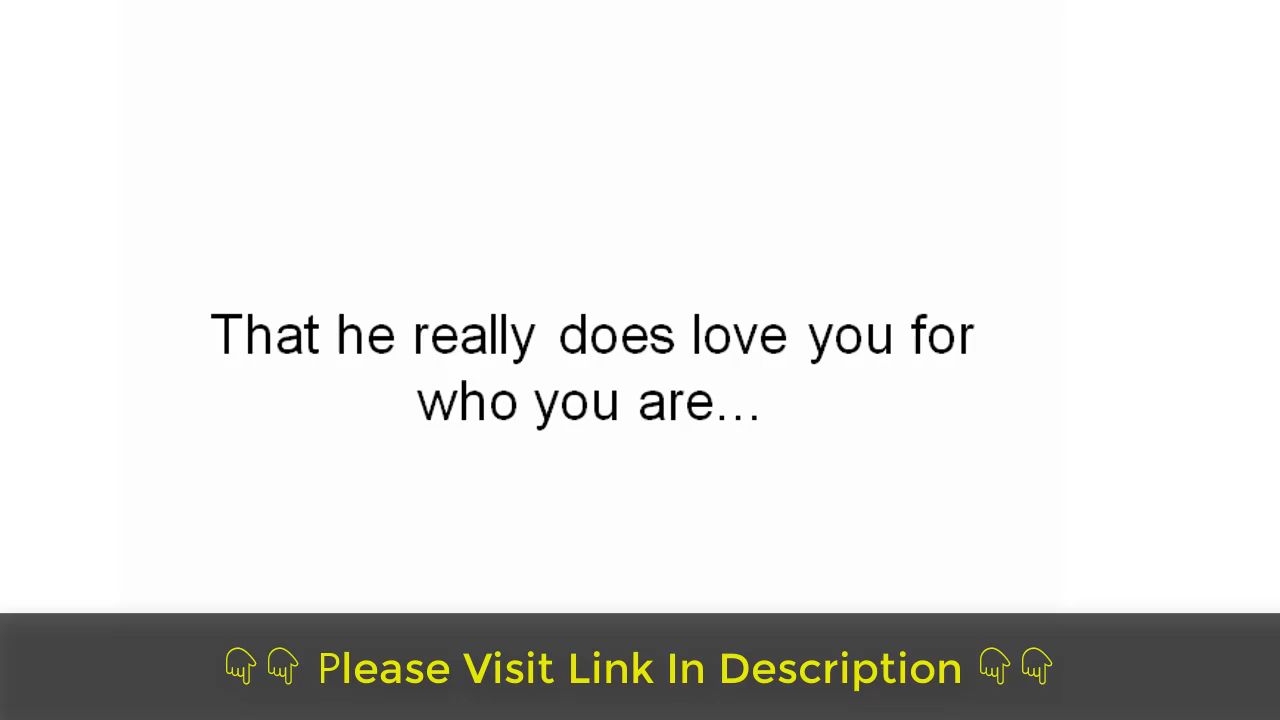 That he really does love you for
who you are...
👇👇 Please Visit Link In Description 👇👇